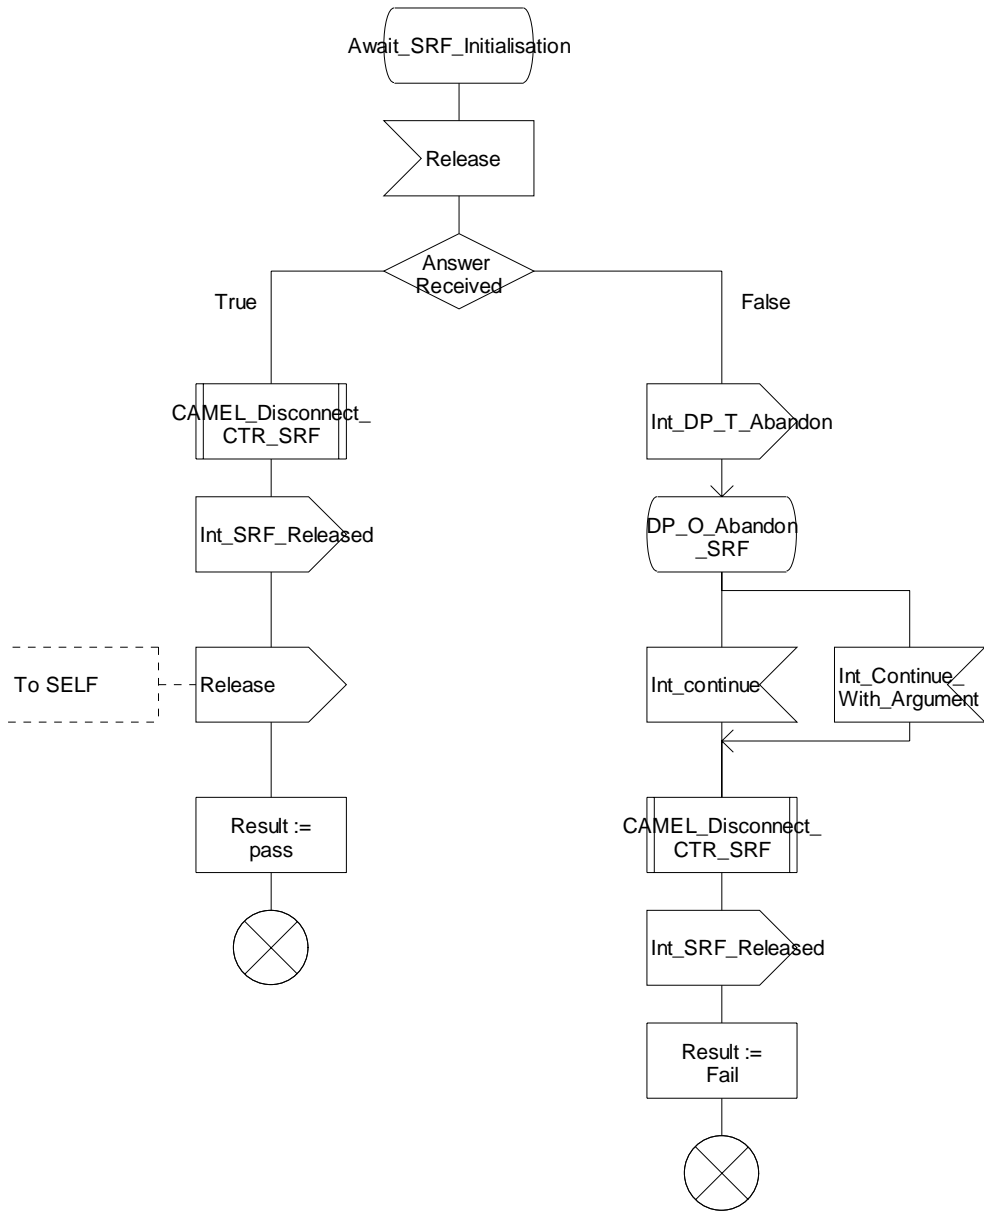 Await_SRF_Initialisation
Release
Answer
Received
True
False
CAMEL_Disconnect_
CTR_SRF
Int_DP_T_Abandon
Int_SRF_Released
DP_O_Abandon
_SRF
To SELF
Release
Int_continue
Int_Continue_
With_Argument
Result :=
pass
CAMEL_Disconnect_
CTR_SRF
Int_SRF_Released
Result :=
Fail